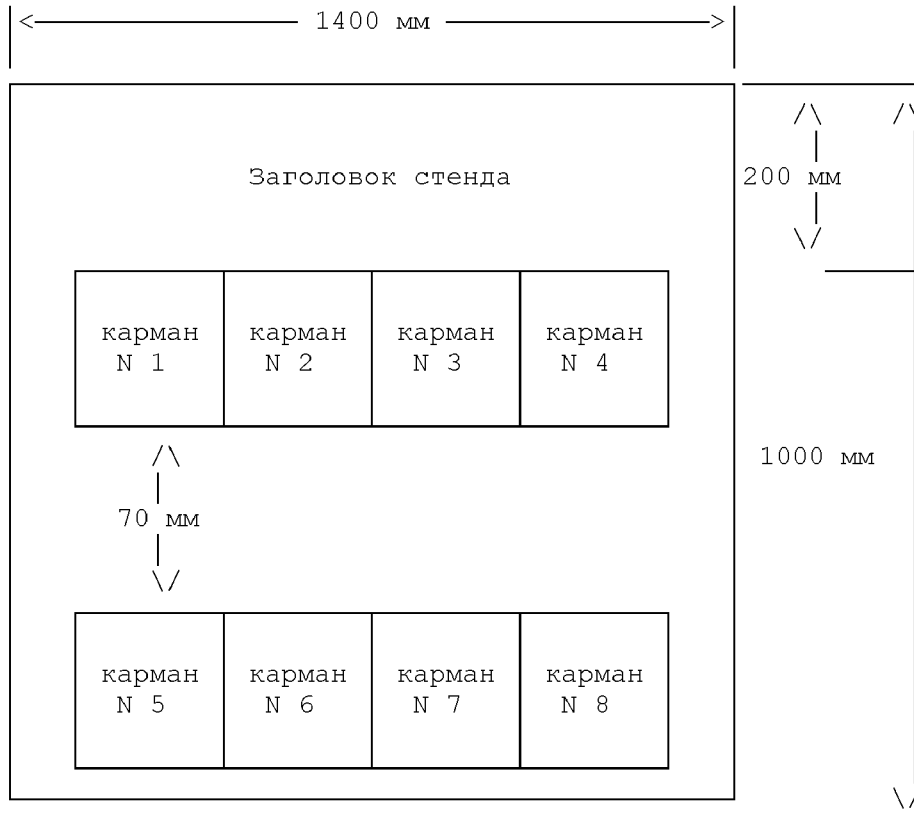 1400 мм
Заголовок стенда
200 мм
карман карман карман карман
N 1 N 2 N 3 N 4
1000 мм
70 мм
карман карман карман карман
N 5 N 6 N 7 N 8